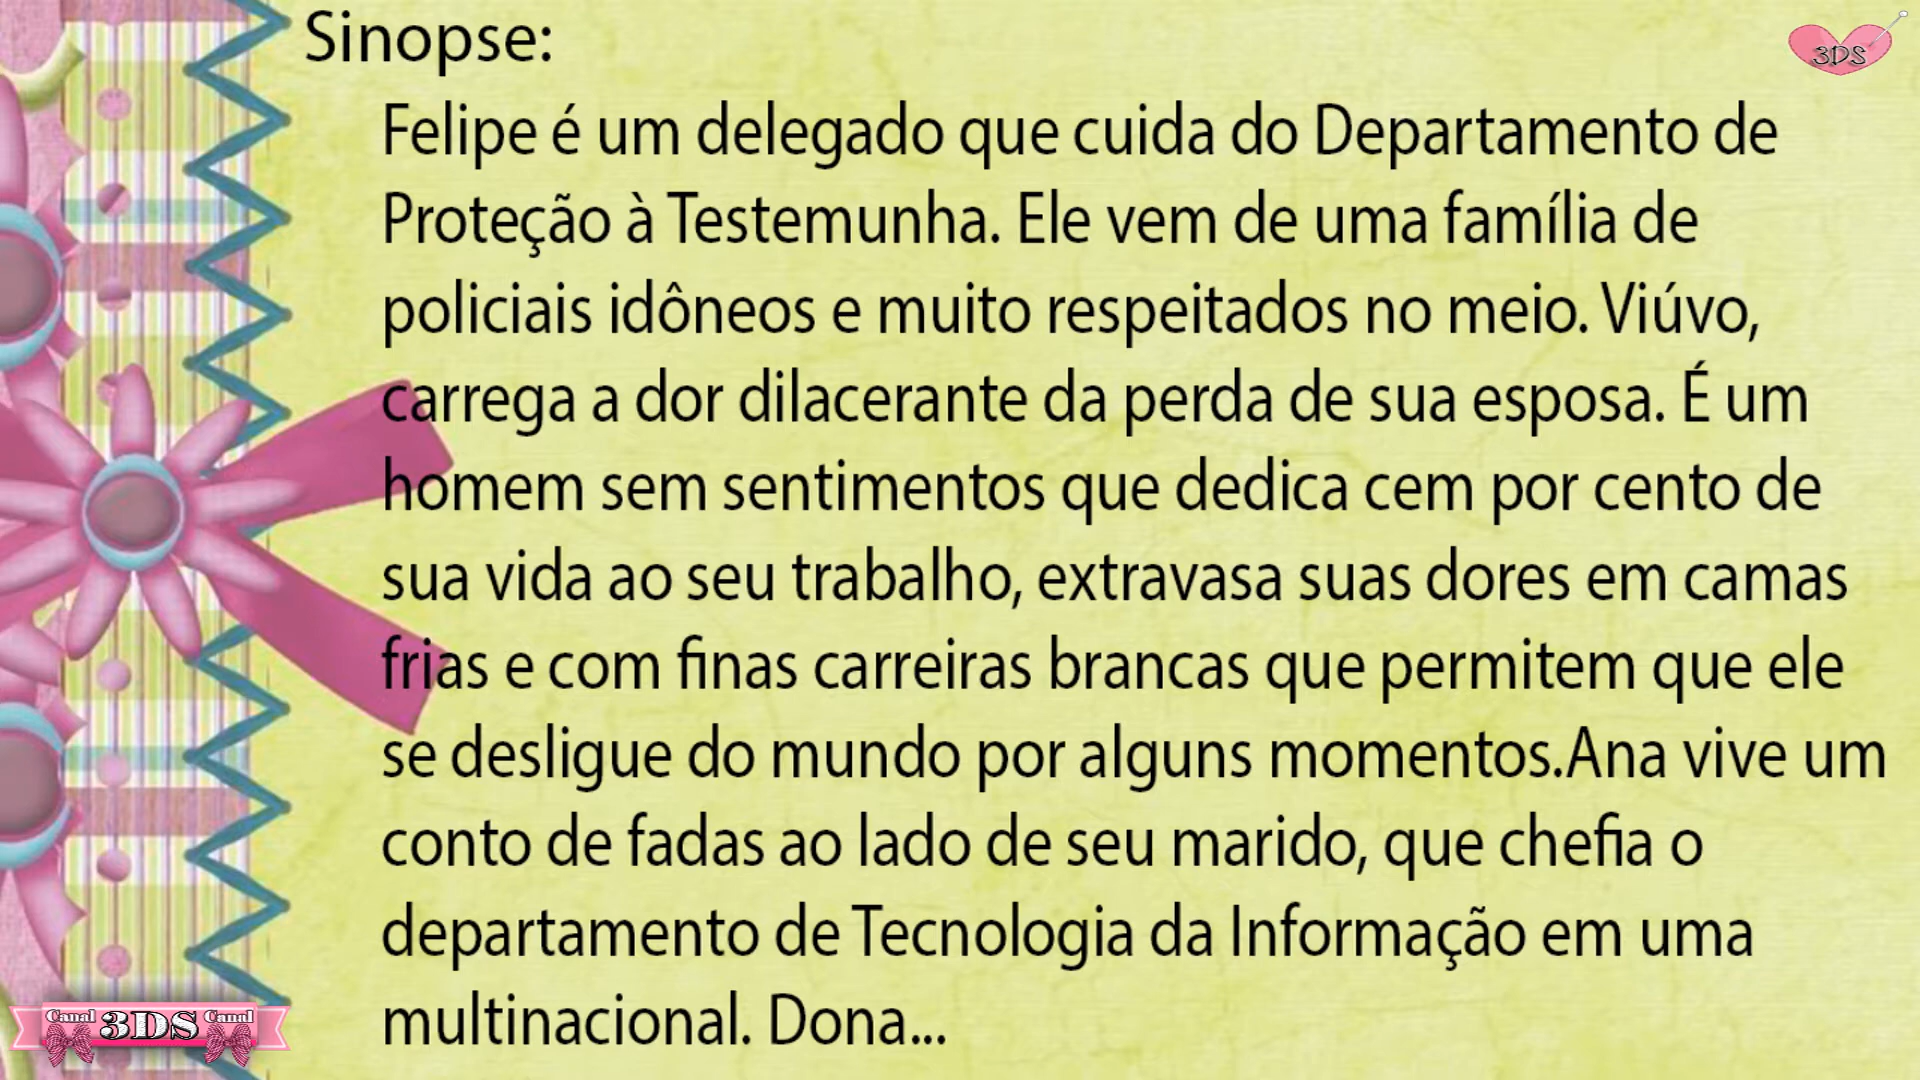 Sinopse:
3DS
Felipe é um delegado que cuida do Departamento de
Proteção à Testemunha. Ele vem de uma família de
policiais idôneos e muito respeitados no meio. Viúvo,
carrega a dor dilacerante da perda de sua esposa. É um
homem sem sentimentos que dedica cem por cento de
sua vida ao seu trabalho, extravasa suas dores em camas
frias e com finas carreiras brancas que permitem que ele
se desligue do mundo por alguns momentos.Ana vive um
conto de fadas ao lado de seu marido, que chefia o
departamento de Tecnologia da Informação em uma
multinacional. Dona...
Canal 3DS Canal